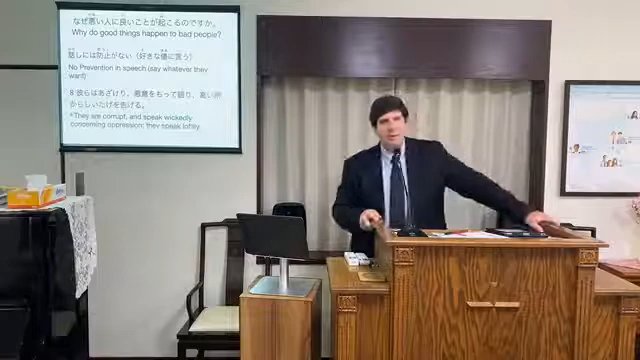 なぜ悪い人に良いことが起こるのですか。
Why do good things happen to bad people?
話しには防止がない（好きな様に言う）
No Prevention in speech (say whatever they
want)
8 彼らはあざけり、悪意をもって語り、高い所
からしいたげを告げる。
8 They are corrupt, and speak wickedly
concerning oppression: they speak loftily.